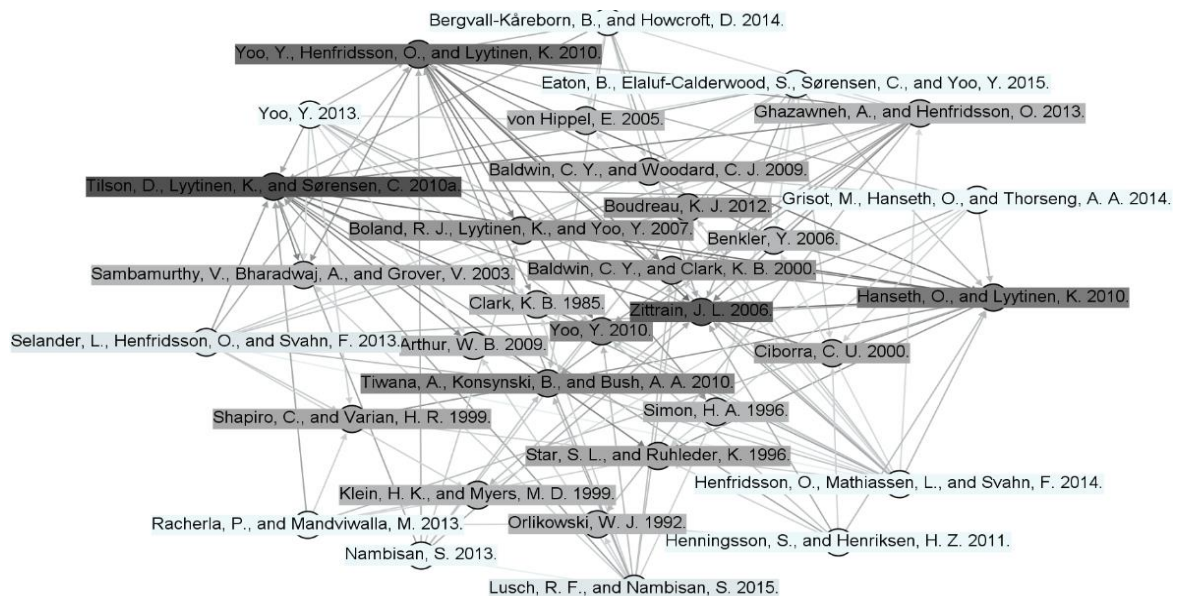 Bergvall-Kåreborn, B., and Howcroft, D. 2014.
Yoo, Y., Henfridsson, O., and Lyytinen, K. 2010.
Eaton, B., Elaluf-Calderwood, S., Sørensen, C., and Yoo, Y. 2015.
Yoo, Y. 2013.
von Hippel, E. 2005.
Ghazawneh, A., and Henfridsson, O. 2013.
Baldwin, C. Y., and Woodard, C. J. 2009.
Tilson, D., Lyytinen, K., and Sørensen, C. 2010a.
Grisot, M., Hanseth, O., and Thorseng, A. A. 2014.
Boudreau, K. J. 2012.
Boland, R. J., Lyytinen, K., and Yoo, Y. 2007.
Benkler, Y. 2006.
Sambamurthy, V., Bharadwaj, A., and Grover, V. 2003.
Baldwin, C. Y., and Clark, K. B. 2000.
Clark, K. B. 1985.
Zittrain, J. L. 2006.
Hanseth, O., and Lyytinen, K. 2010.
Yoo, Y. 2010.
Selander, L., Henfridsson, O., and Svahn, F. 2013.
Arthur, W. B. 2009.
Ciborra, C. U. 2000.
Tiwana, A., Konsynski, B., and Bush, A. A. 2010.
Shapiro, C., and Varian, H. R. 1999.
Simon, H. A. 1996.
Star, S. L., and Ruhleder, K. 1996.
Henfridsson, O., Mathiassen, L., and Svahn, F. 2014.
Klein, H. K., and Myers, M. D. 1999.
Racherla, P., and Mandviwalla, M. 2013.
Orlikowski, W. J. 1992.
Henningsson, S., and Henriksen, H. Z. 2011.
Nambisan, S. 2013.
Lusch, R. F., and Nambisan, S. 2015.